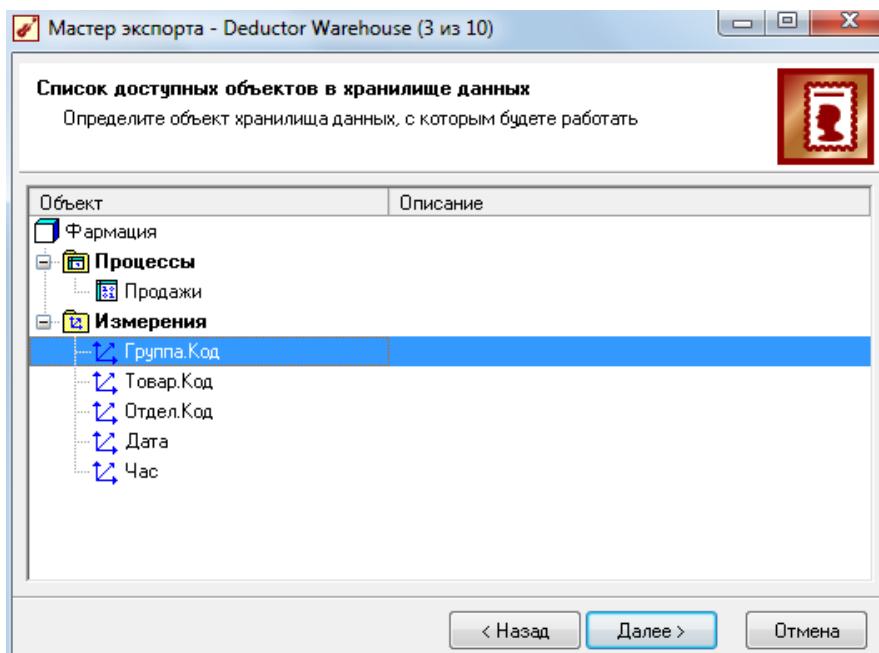 Мастер экспорта - Deductor Warehouse (3 из 10)
Список доступных объектов в хранилище данных
Определите объект хранилища данных, с которым будете работать
Объект Описание
Фармация
Процессы
Продажи
Измерения
Группа.Код
Товар.Код
Отдел.Код
Дата
Час
< Назад Далее > Отмена